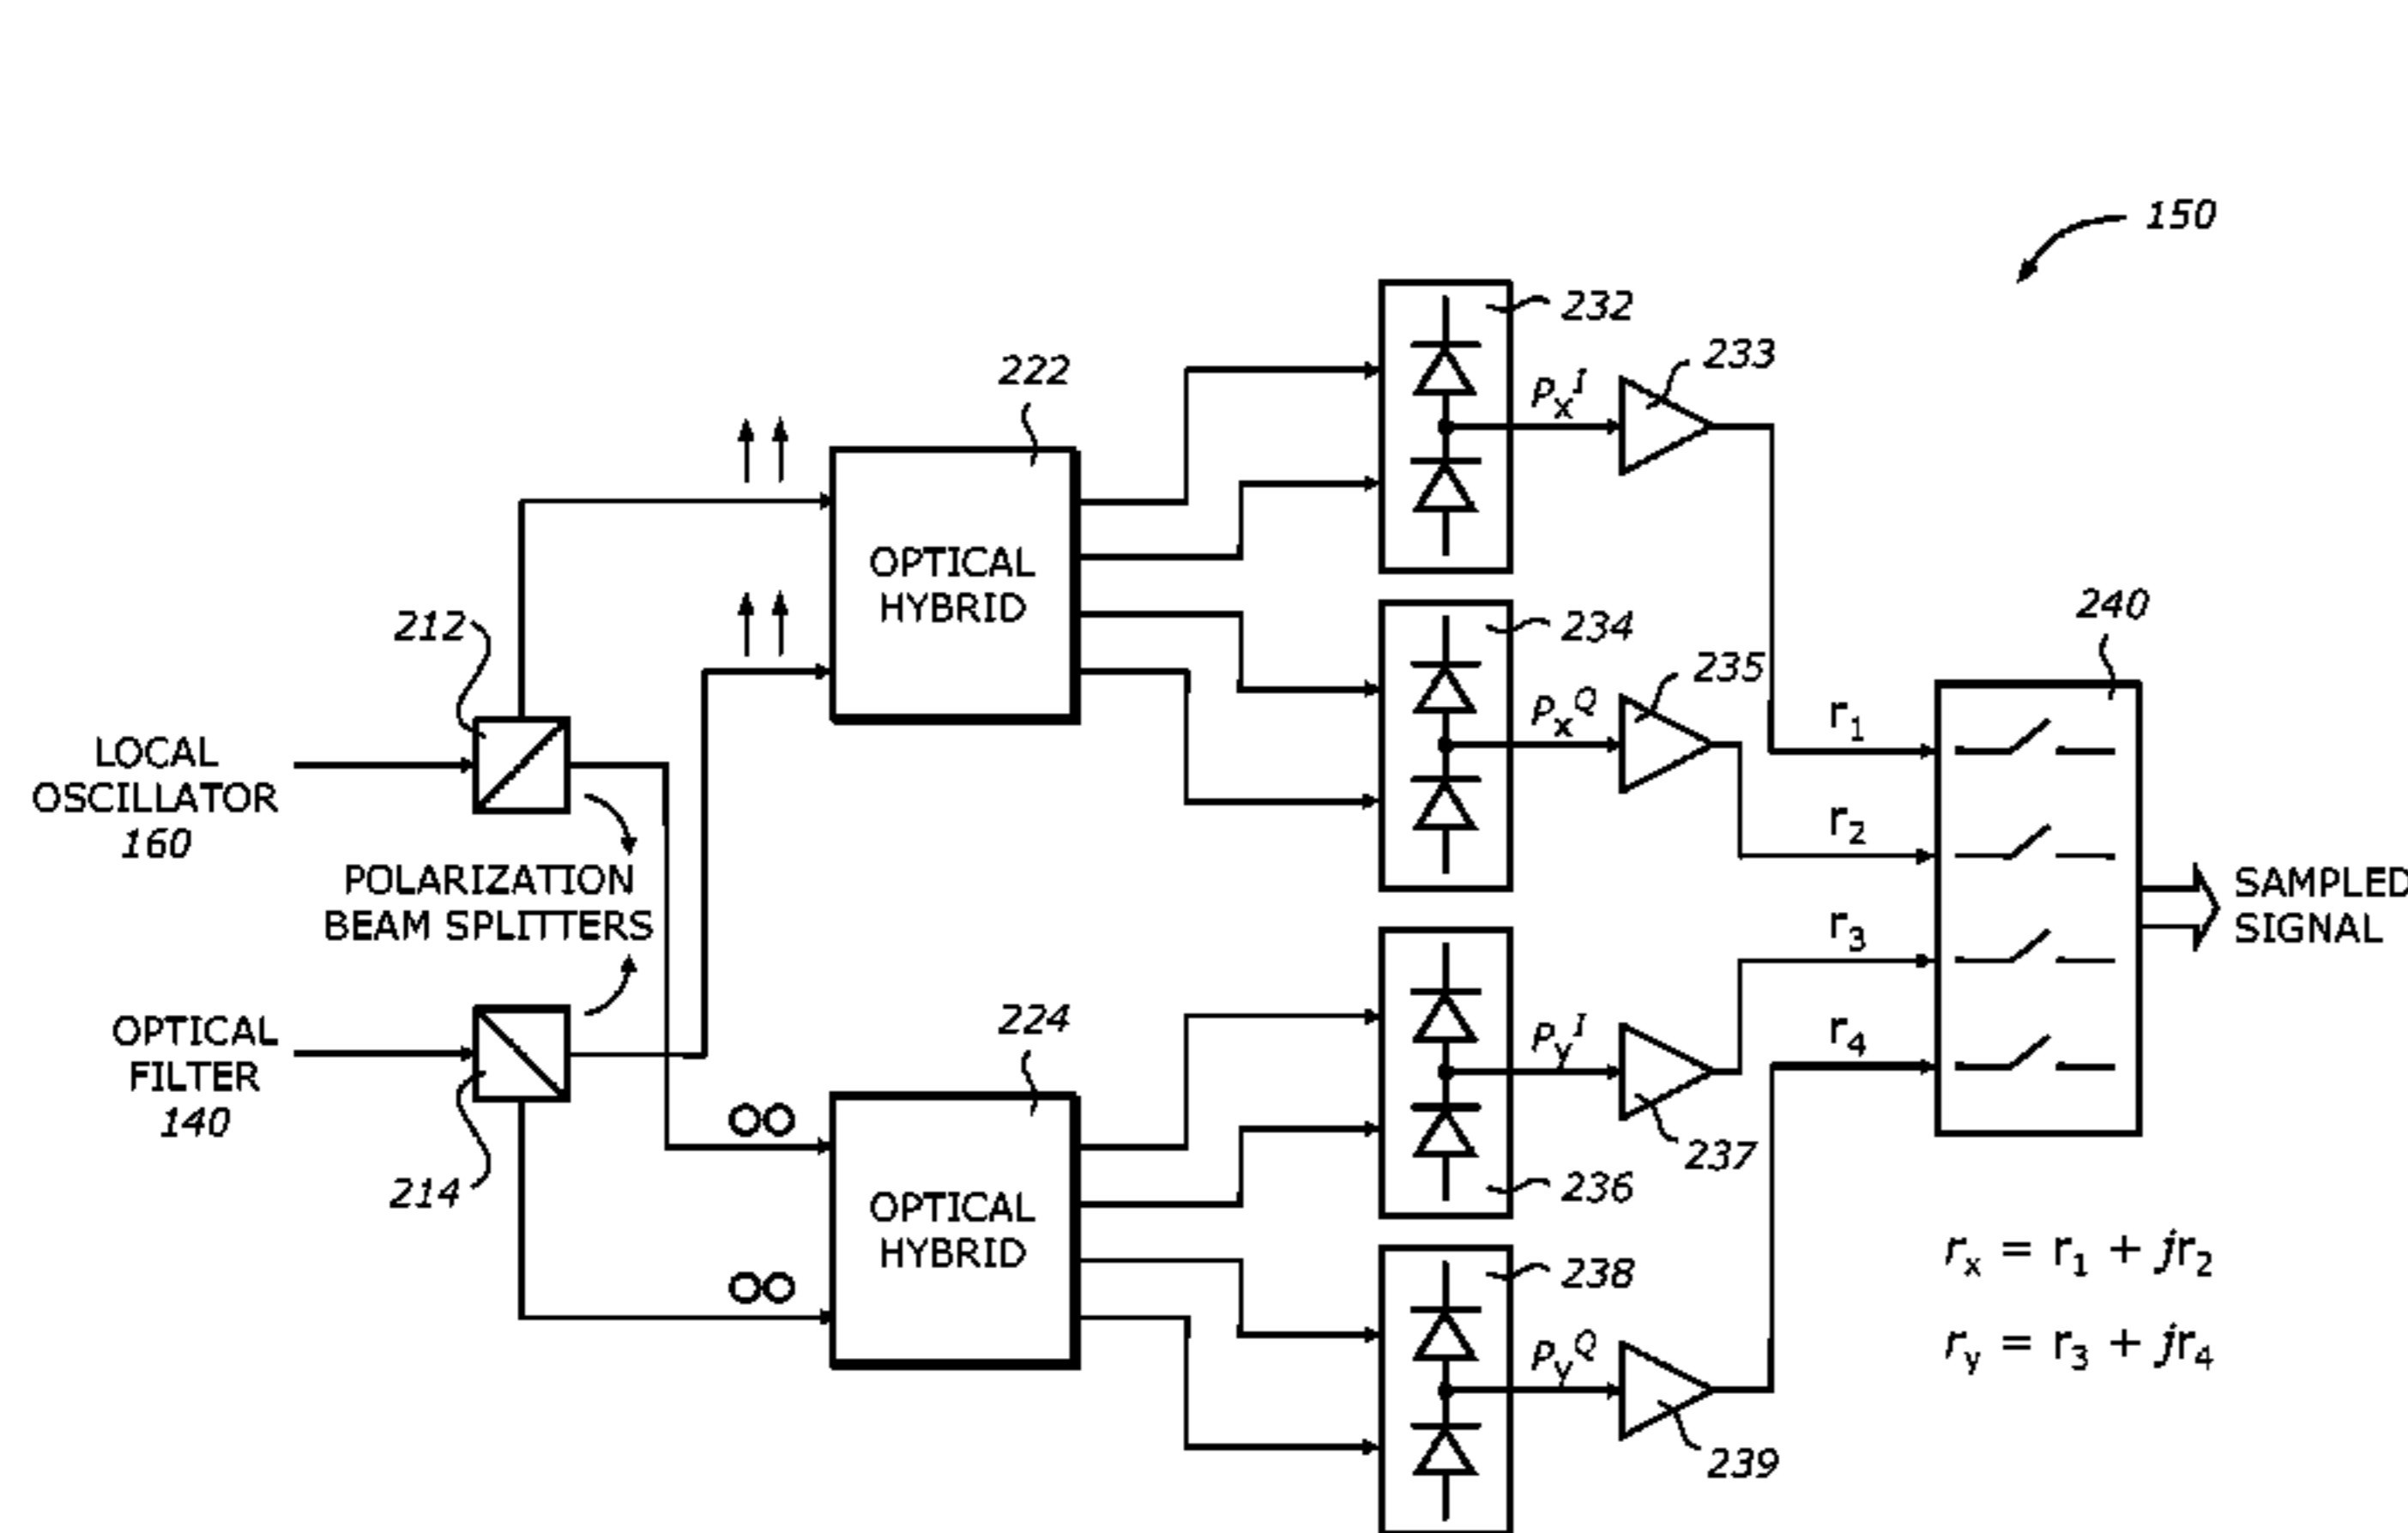 150
232
233
222
P_x^I
234
235
240
212
P_x^Q
r_1
LOCAL
OSCILLATOR
160
OPTICAL
HYBRID
r_2
POLARIZATION
BEAM SPLITTERS
SAMPLED
SIGNAL
r_3
OPTICAL
FILTER
140
224
P_y^I
r_4
214
237
236
OPTICAL
HYBRID
238
r_x = r_1 + jr_2
P_y^Q
r_y = r_3 + jr_4
239